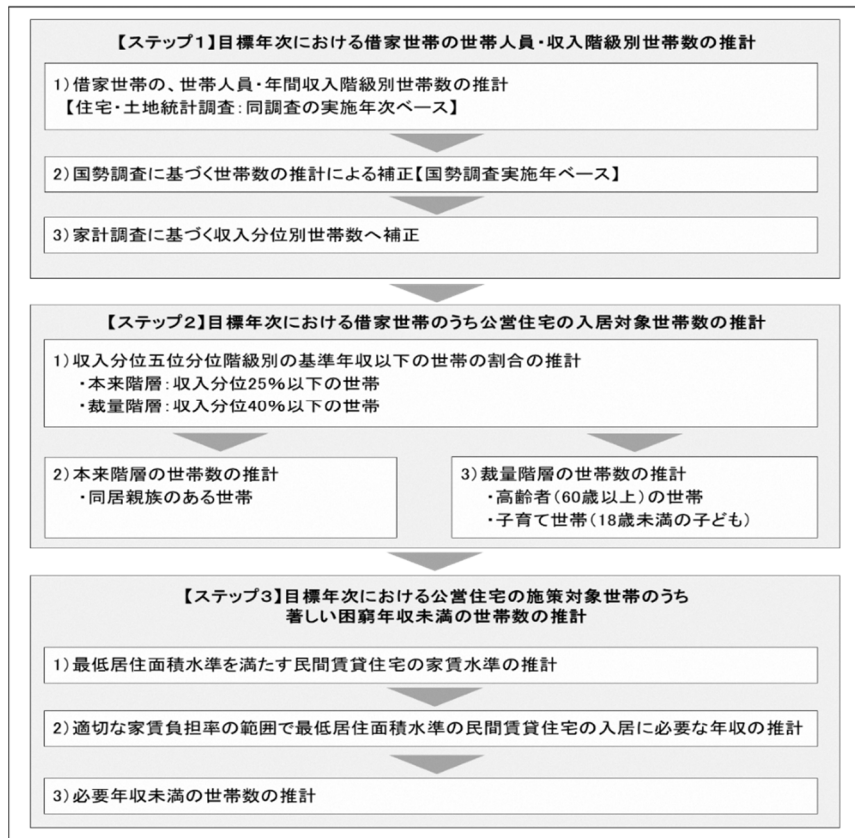 【ステップ1】目標年次における借家世帯の世帯人員・収入階級別世帯数の推計
1)借家世帯の、世帯人員・年間収入階級別世帯数の推計
【住宅・土地統計調査:同調査の実施年次ベース】
2)国勢調査に基づく世帯数の推計による補正【国勢調査実施年ベース】
3)家計調査に基づく収入分位別世帯数へ補正
【ステップ2】目標年次における借家世帯のうち公営住宅の入居対象世帯数の推計
1)収入分位五位分位階級別の基準年収以下の世帯の割合の推計
・本来階層:収入分位25%以下の世帯
・裁量階層:収入分位40%以下の世帯
2)本来階層の世帯数の推計
・同居親族のある世帯
3)裁量階層の世帯数の推計
・高齢者(60歳以上)の世帯
・子育て世帯(18歳未満の子ども)
【ステップ3】目標年次における公営住宅の施策対象世帯のうち
著しい困窮年収未満の世帯数の推計
1)最低居住面積水準を満たす民間賃貸住宅の家賃水準の推計
2)適切な家賃負担率の範囲で最低居住面積水準の民間賃貸住宅の入居に必要な年収の推計
3)必要年収未満の世帯数の推計